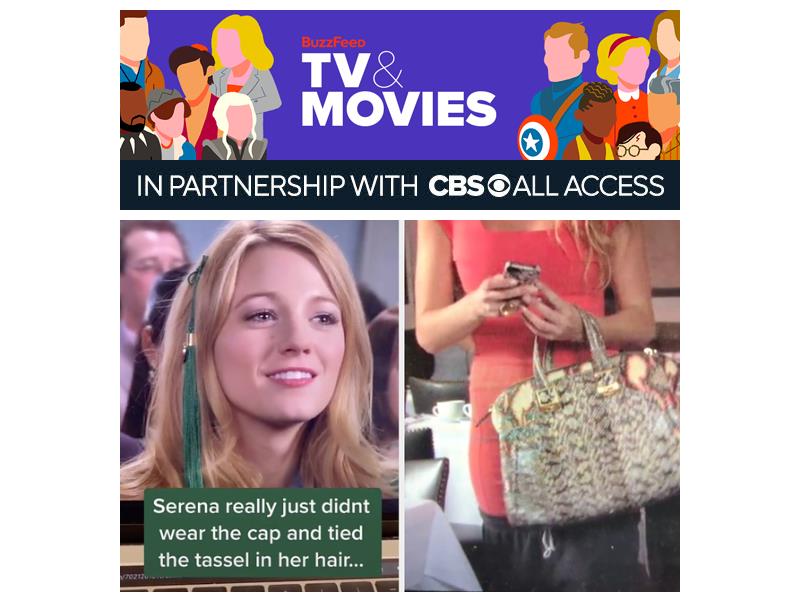 BuzzFeed
TV &
MOVIES
IN PARTNERSHIP WITH CBS ALL ACCESS
Serena really just didnt
wear the cap and tied
the tassel in her hair...